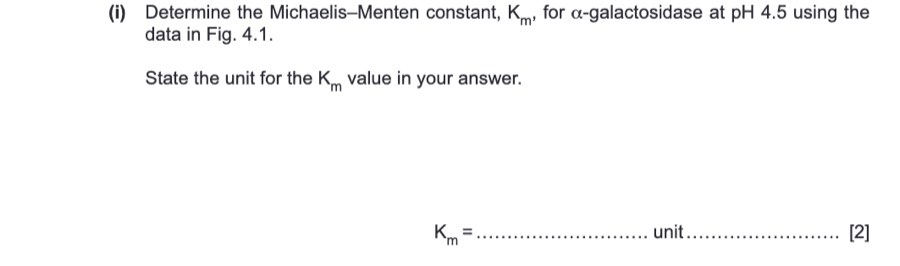 (i) Determine the Michaelis–Menten constant, Km, for α-galactosidase at pH 4.5 using the
data in Fig. 4.1.
State the unit for the Km value in your answer.
Km = ............................ unit......................... [2]